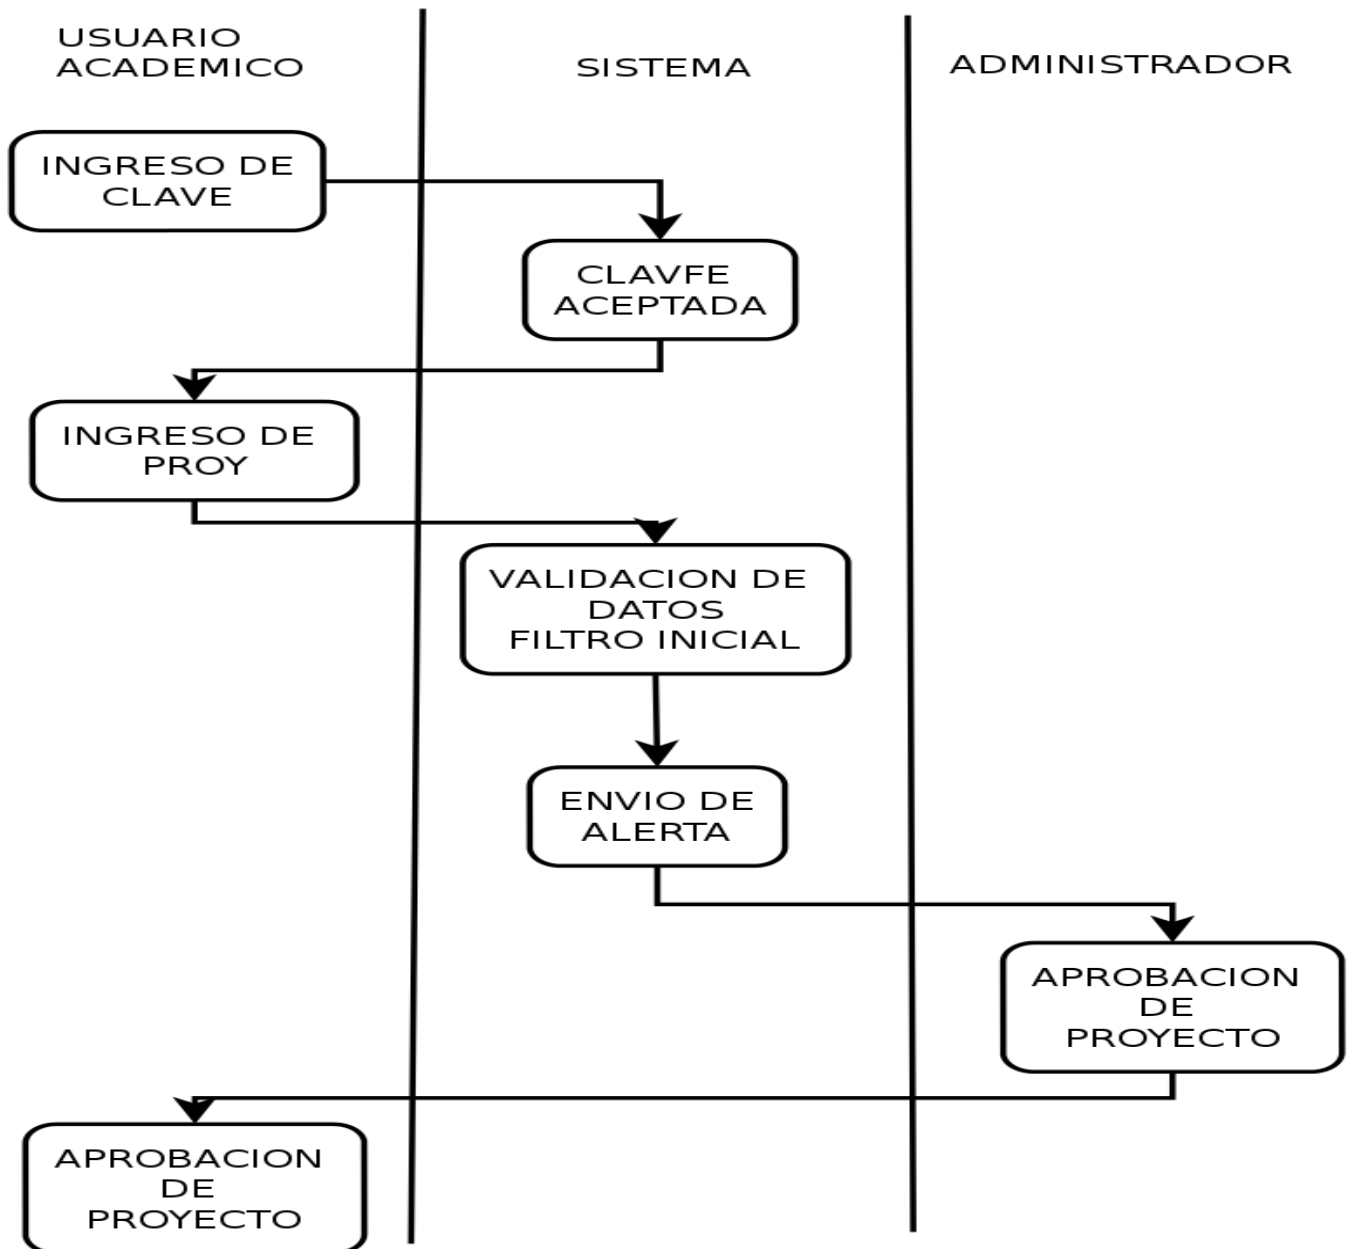 USUARIO
ACADEMICO
SISTEMA
ADMINISTRADOR
INGRESO DE
CLAVE
CLAVFE
ACEPTADA
INGRESO DE
PROY
VALIDACION DE
DATOS
FILTRO INICIAL
ENVIO DE
ALERTA
APROBACION
DE
PROYECTO
APROBACION
DE
PROYECTO